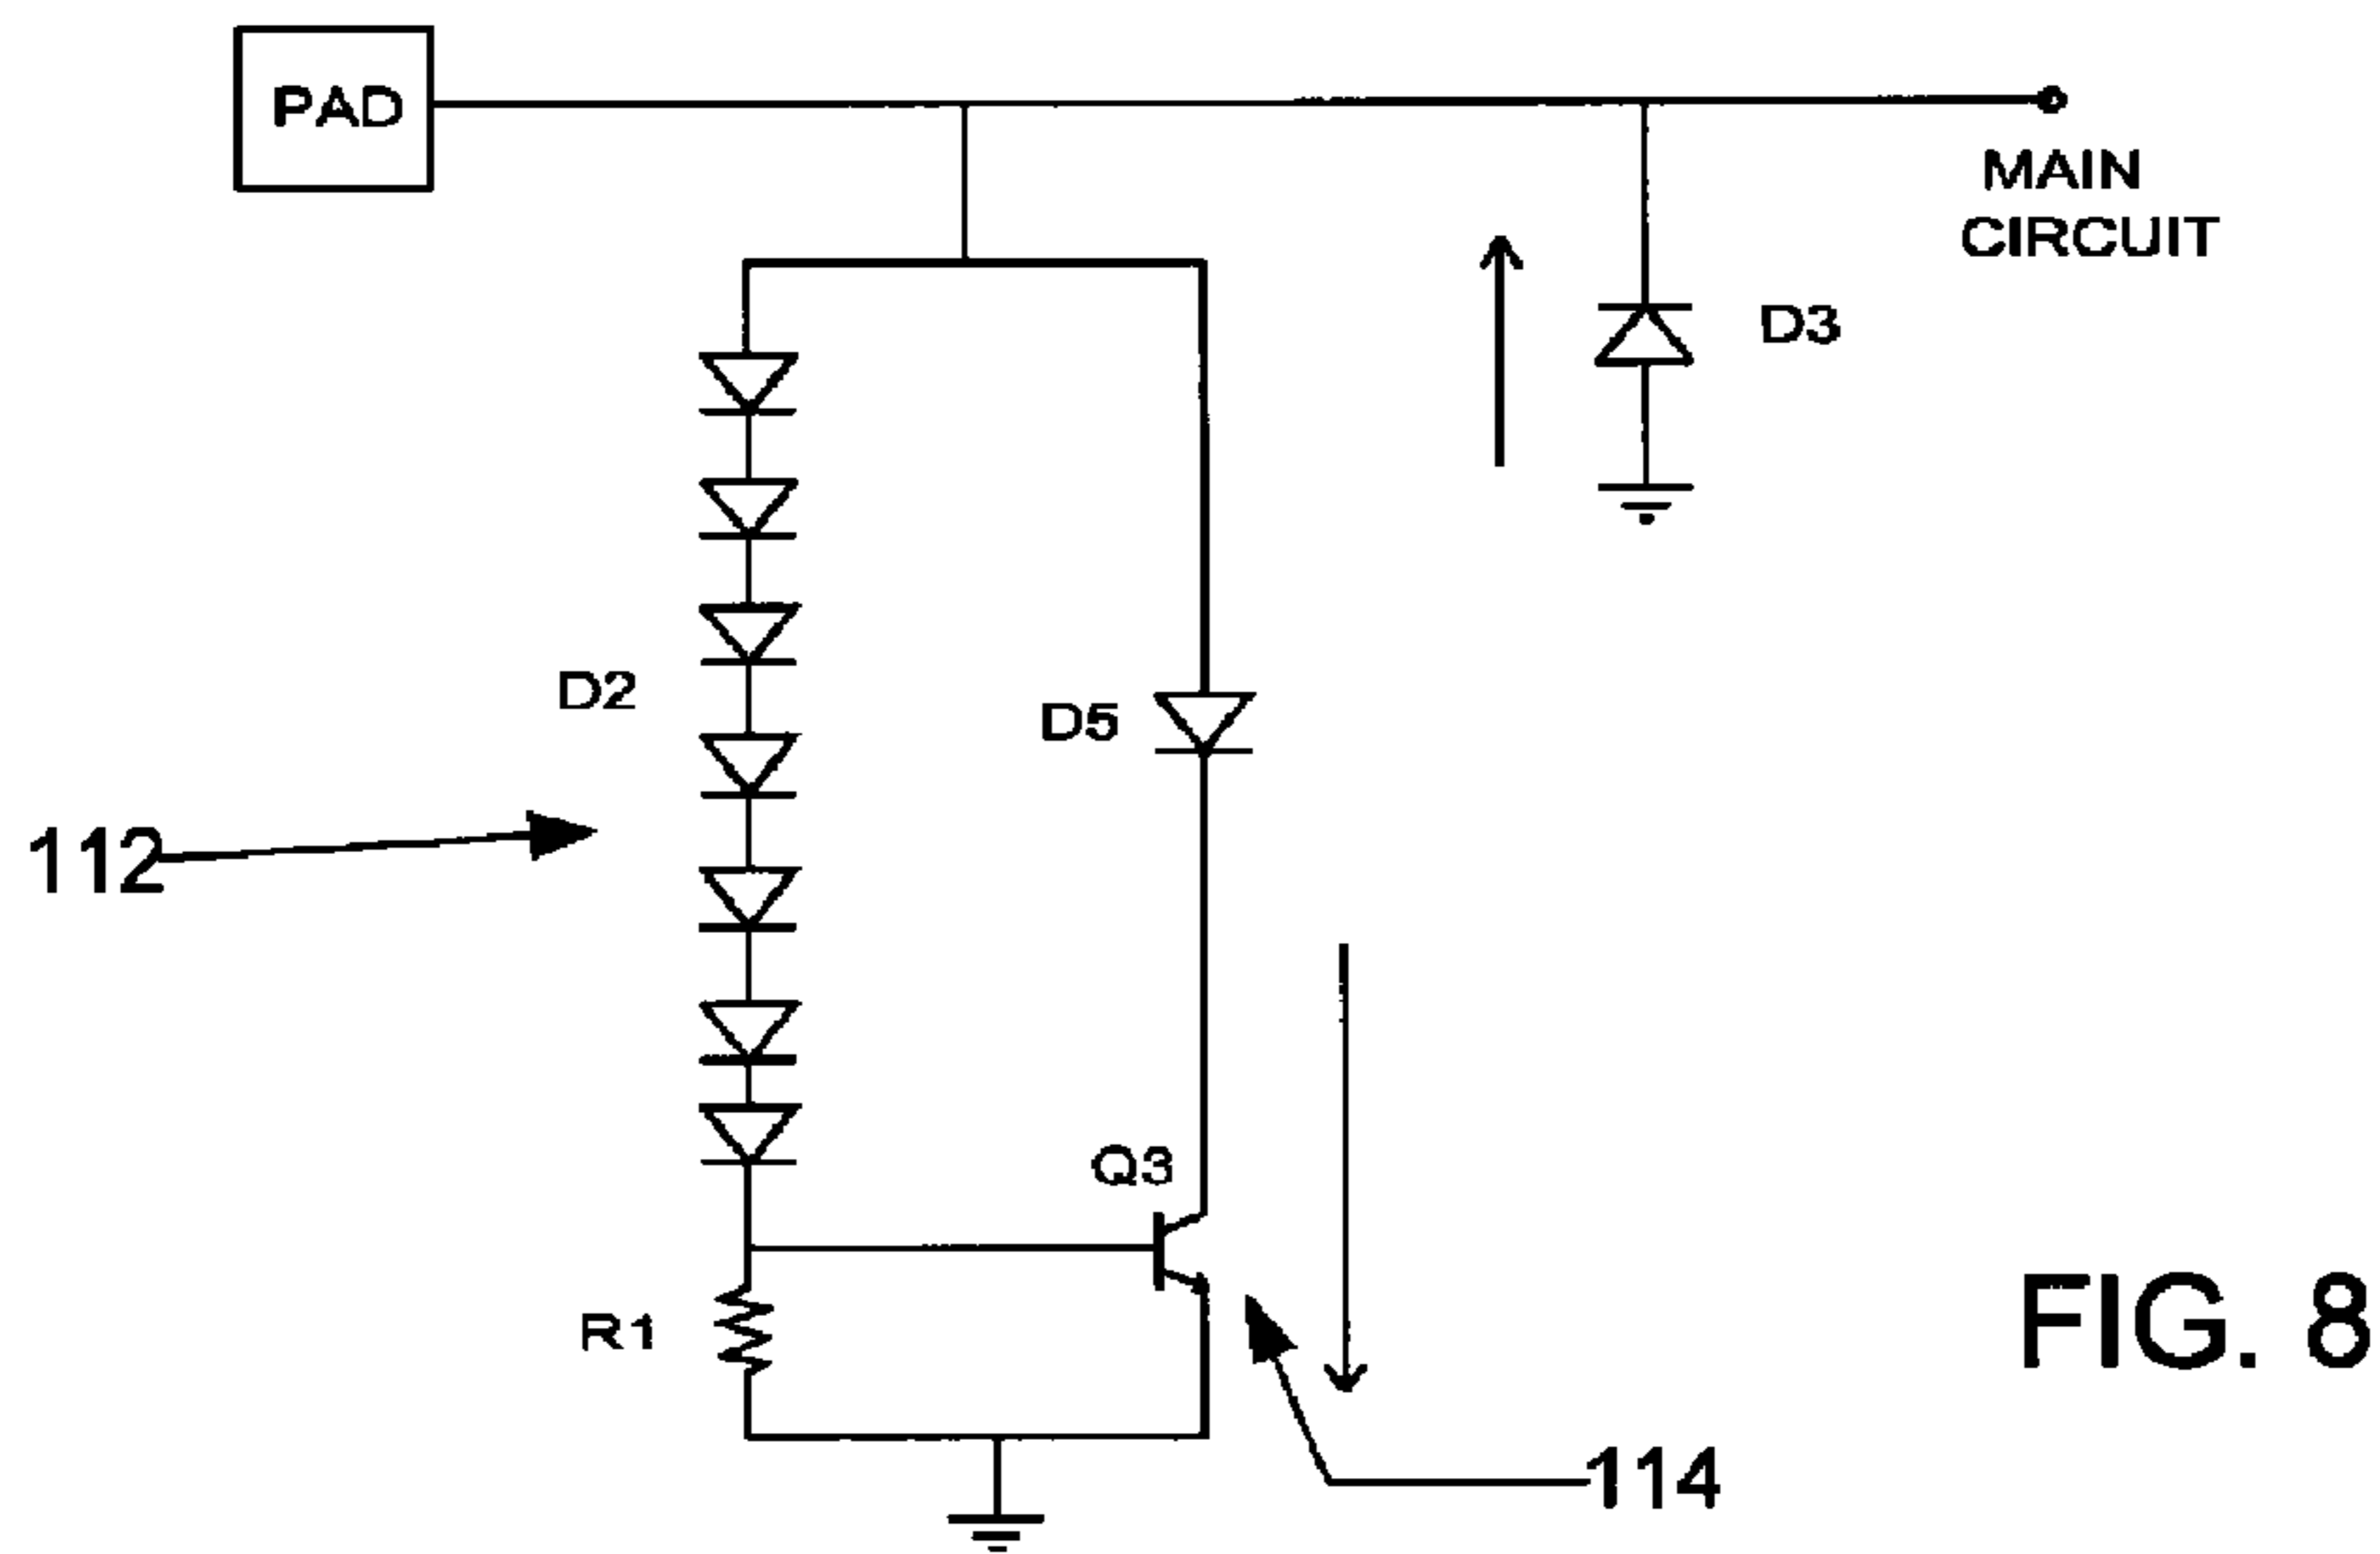 PAD
MAIN
CIRCUIT
D3
D2
D5
112
Q3
R1
FIG. 8
114